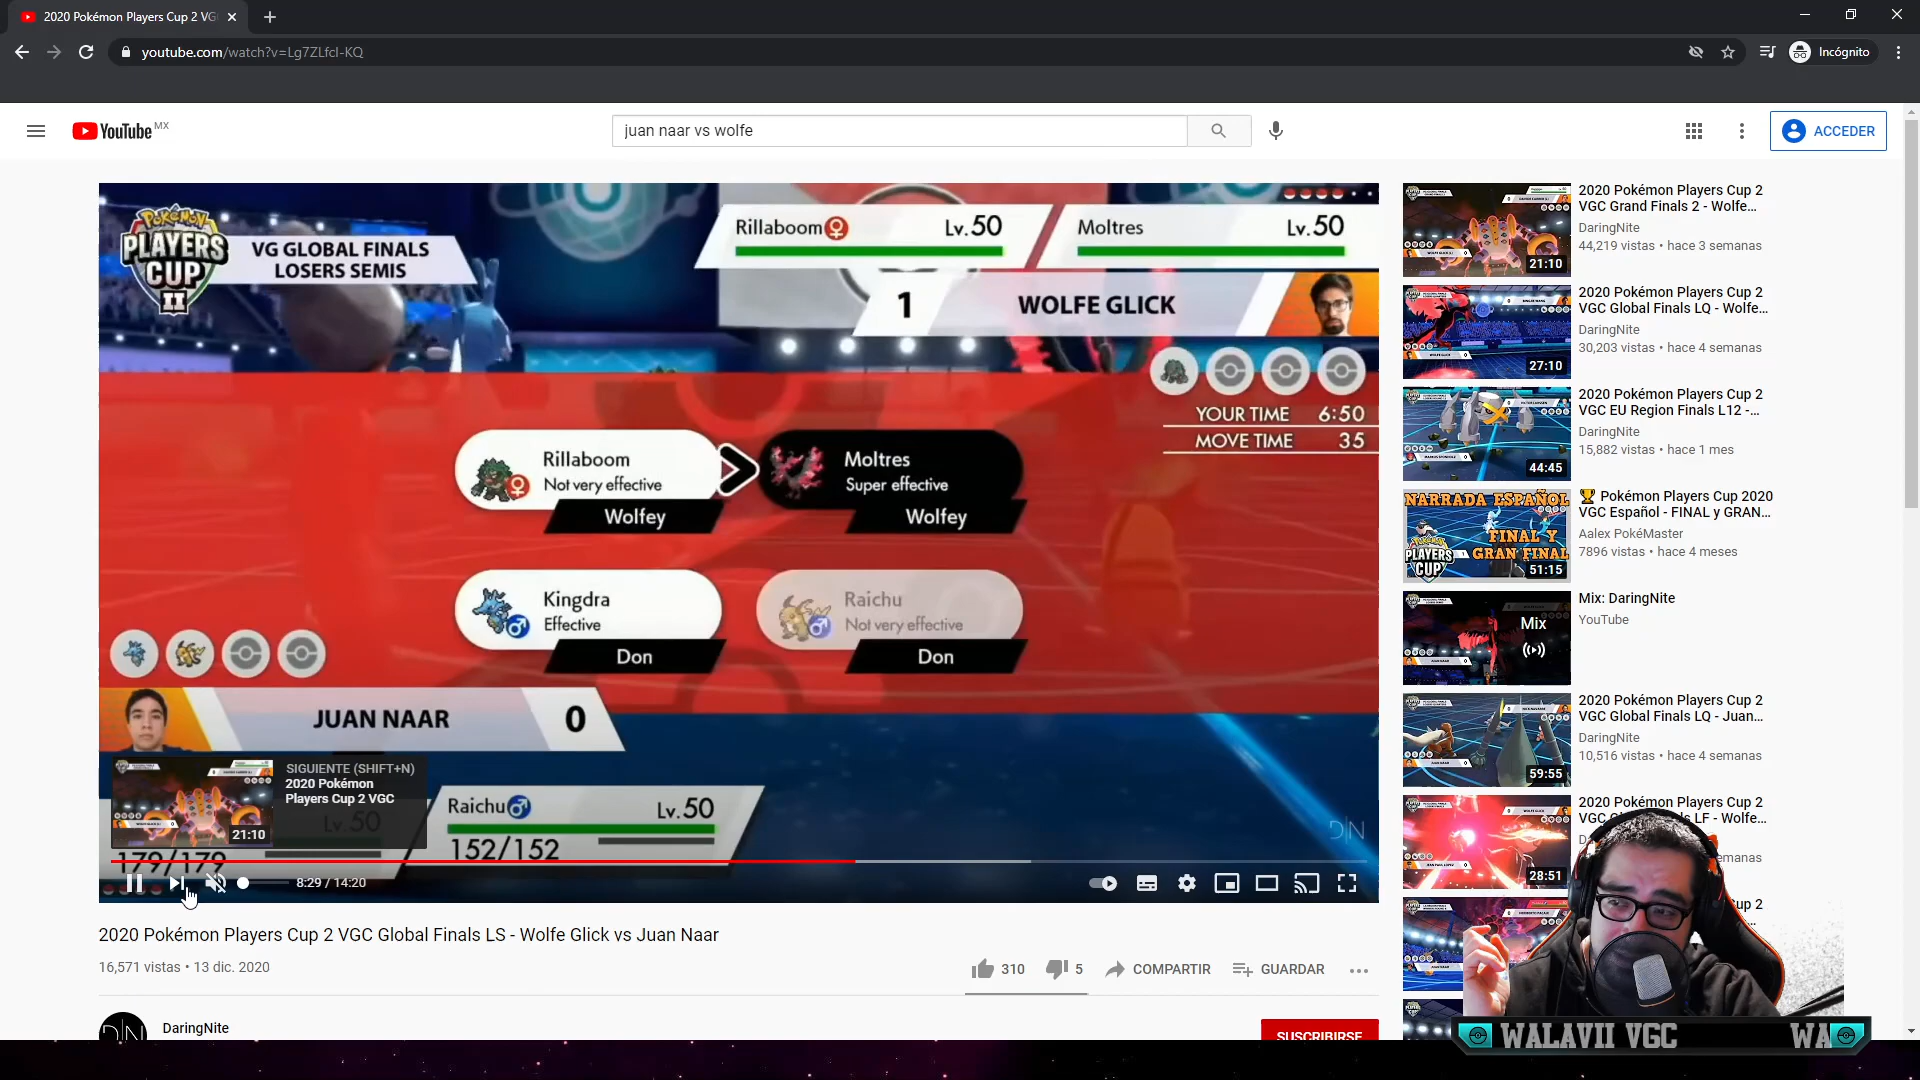 2020 Pokémon Players Cup 2 VG
youtube.com/watch?v=Lg7ZLfcI-KQ
Incógnito
YouTube MX
juan naar vs wolfe
ACCEDER
Pokémon
PLAYERS
CUP
II
VG GLOBAL FINALS
LOSERS SEMIS
Rillaboom Lv.50
Moltres Lv.50
1 WOLFE GLICK
YOUR TIME 6:50
MOVE TIME 35
Rillaboom
Not very effective
Wolfey
Moltres
Super effective
Wolfey
Kingdra
Effective
Don
Raichu
Not very effective
Don
JUAN NAAR 0
SIGUIENTE (SHIFT+N)
2020 Pokémon
Players Cup 2 VGC
21:10
Lv.50
179/179
Raichu Lv.50
152/152
DN
8:29 / 14:20
2020 Pokémon Players Cup 2 VGC Global Finals LS - Wolfe Glick vs Juan Naar
16,571 vistas • 13 dic. 2020
310
5
COMPARTIR
GUARDAR
DN
DaringNite
SUSCRIBIRSE
2020 Pokémon Players Cup 2
VGC Grand Finals 2 - Wolfe...
DaringNite
44,219 vistas • hace 3 semanas
21:10
2020 Pokémon Players Cup 2
VGC Global Finals LQ - Wolfe...
DaringNite
30,203 vistas • hace 4 semanas
27:10
2020 Pokémon Players Cup 2
VGC EU Region Finals L12 -...
DaringNite
15,882 vistas • hace 1 mes
44:45
NARRADA ESPAÑOL
FINAL Y
GRAN FINAL
PLAYERS
CUP
51:15
🏆 Pokémon Players Cup 2020
VGC Español - FINAL y GRAN...
Aalex PokéMaster
7896 vistas • hace 4 meses
Mix
Mix: DaringNite
YouTube
2020 Pokémon Players Cup 2
VGC Global Finals LQ - Juan...
DaringNite
10,516 vistas • hace 4 semanas
59:55
2020 Pokémon Players Cup 2
LF - Wolfe...
28:51
WALAVII VGC WA